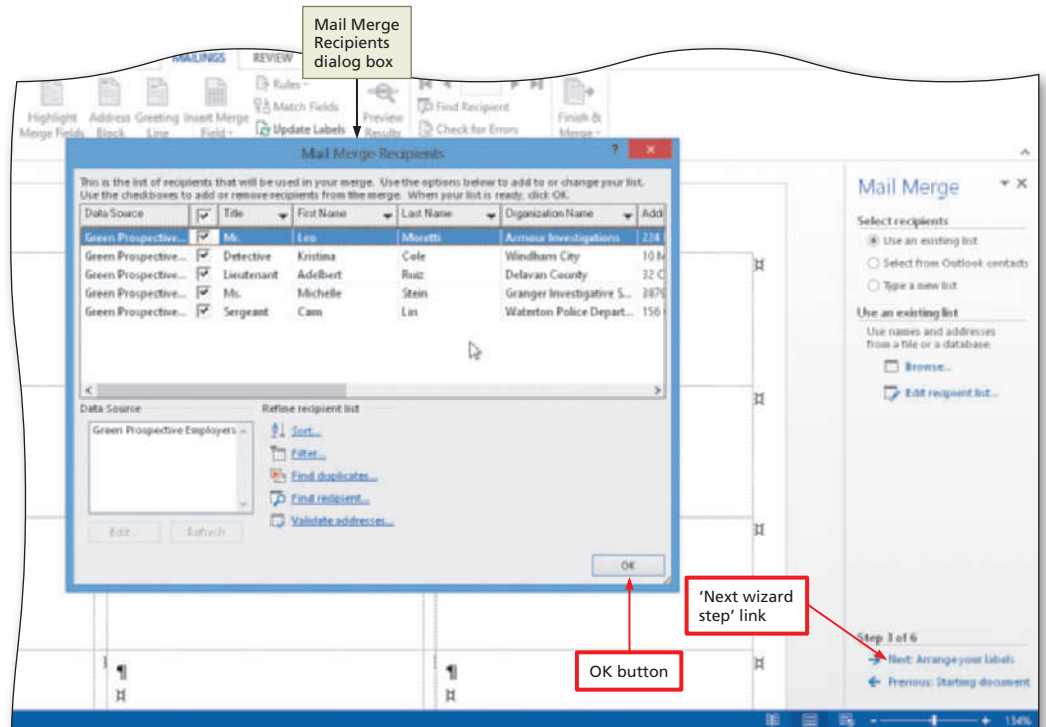 Mail Merge
Recipients
dialog box
MAILINGS REVIEW
Highlight
Merge Fields
Address
Block
Greeting
Line
Insert Merge
Field
Rules
Match Fields
Update Labels
Preview
Results
Find Recipient
Check for Errors
Finish &
Merge
Mail Merge Recipients
? ×
This is the list of recipients that will be used in your merge. Use the options below to add to or change your list.
Use the checkboxes to add or remove recipients from the merge. When your list is ready, click OK.
Data Source Title First Name Last Name Organization Name Add
Green Prospective... Mr. Leo Moretti Armour Investigations 224
Green Prospective... Detective Kristina Cole Windham City 10 M
Green Prospective... Lieutenant Adelbert Ruiz Delavan County 32 C
Green Prospective... Ms. Michelle Stein Granger Investigative S... 3879
Green Prospective... Sergeant Cam Lin Waterton Police Depart... 156
Data Source
Green Prospective Employers
Edit...
Refresh
Refine recipient list
Sort...
Filter...
Find duplicates...
Find recipient...
Validate addresses...
OK
Mail Merge
Select recipients
Use an existing list
Select from Outlook contacts
Type a new list
Use an existing list
Use names and addresses
from a file or a database
Browse...
Edit recipient list...
'Next wizard
step' link
OK button
Step 3 of 6
Next: Arrange your labels
Previous: Starting document
134%